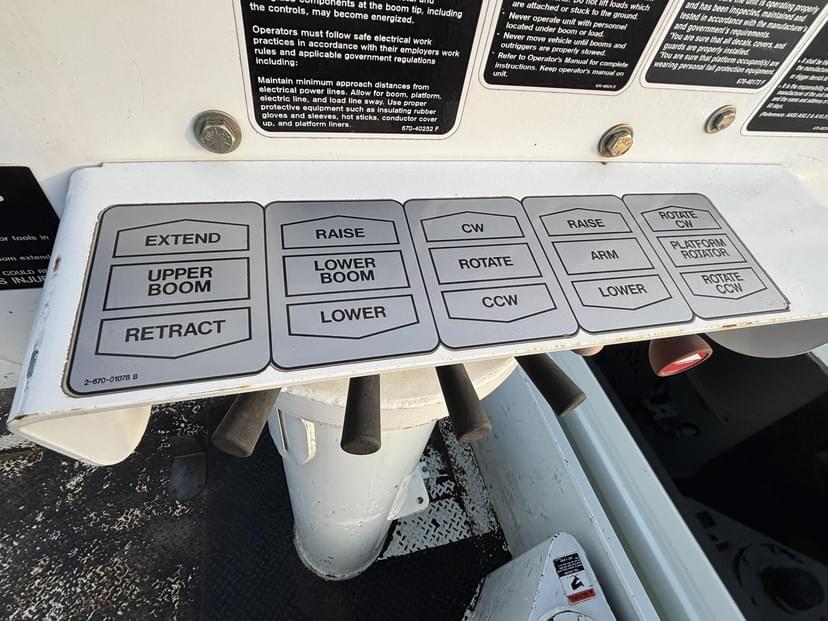 components at the boom tip, including
the controls, may become energized.
Operators must follow safe electrical work
practices in accordance with their employers work
rules and applicable government regulations
including:
Maintain minimum approach distances from
electrical power lines. Allow for boom, platform,
electric line, and load line sway. Use proper
protective equipment such as insulating rubber
gloves and sleeves, hot sticks, conductor cover
up, and platform liners.
670-40252 F
are attached or stuck to the ground.
• Never operate unit with personnel
located under boom or load.
• Never move vehicle until booms and
outriggers are properly stowed.
• Refer to Operator's Manual for complete
instructions. Keep operator's manual on
unit.
and has been inspected, maintained and
tested in accordance with the manufacturer's
and government's requirements.
*You are sure that all decals, covers, and
guards are properly installed.
*You are sure that platform occupant(s) are
wearing personal fall protection equipment.
or tools in
EXTEND
UPPER
BOOM
RETRACT
2-670-01078 B
RAISE
LOWER
BOOM
LOWER
CW
ROTATE
CCW
RAISE
ARM
LOWER
ROTATE
CW
PLATFORM
ROTATOR
ROTATE
CCW